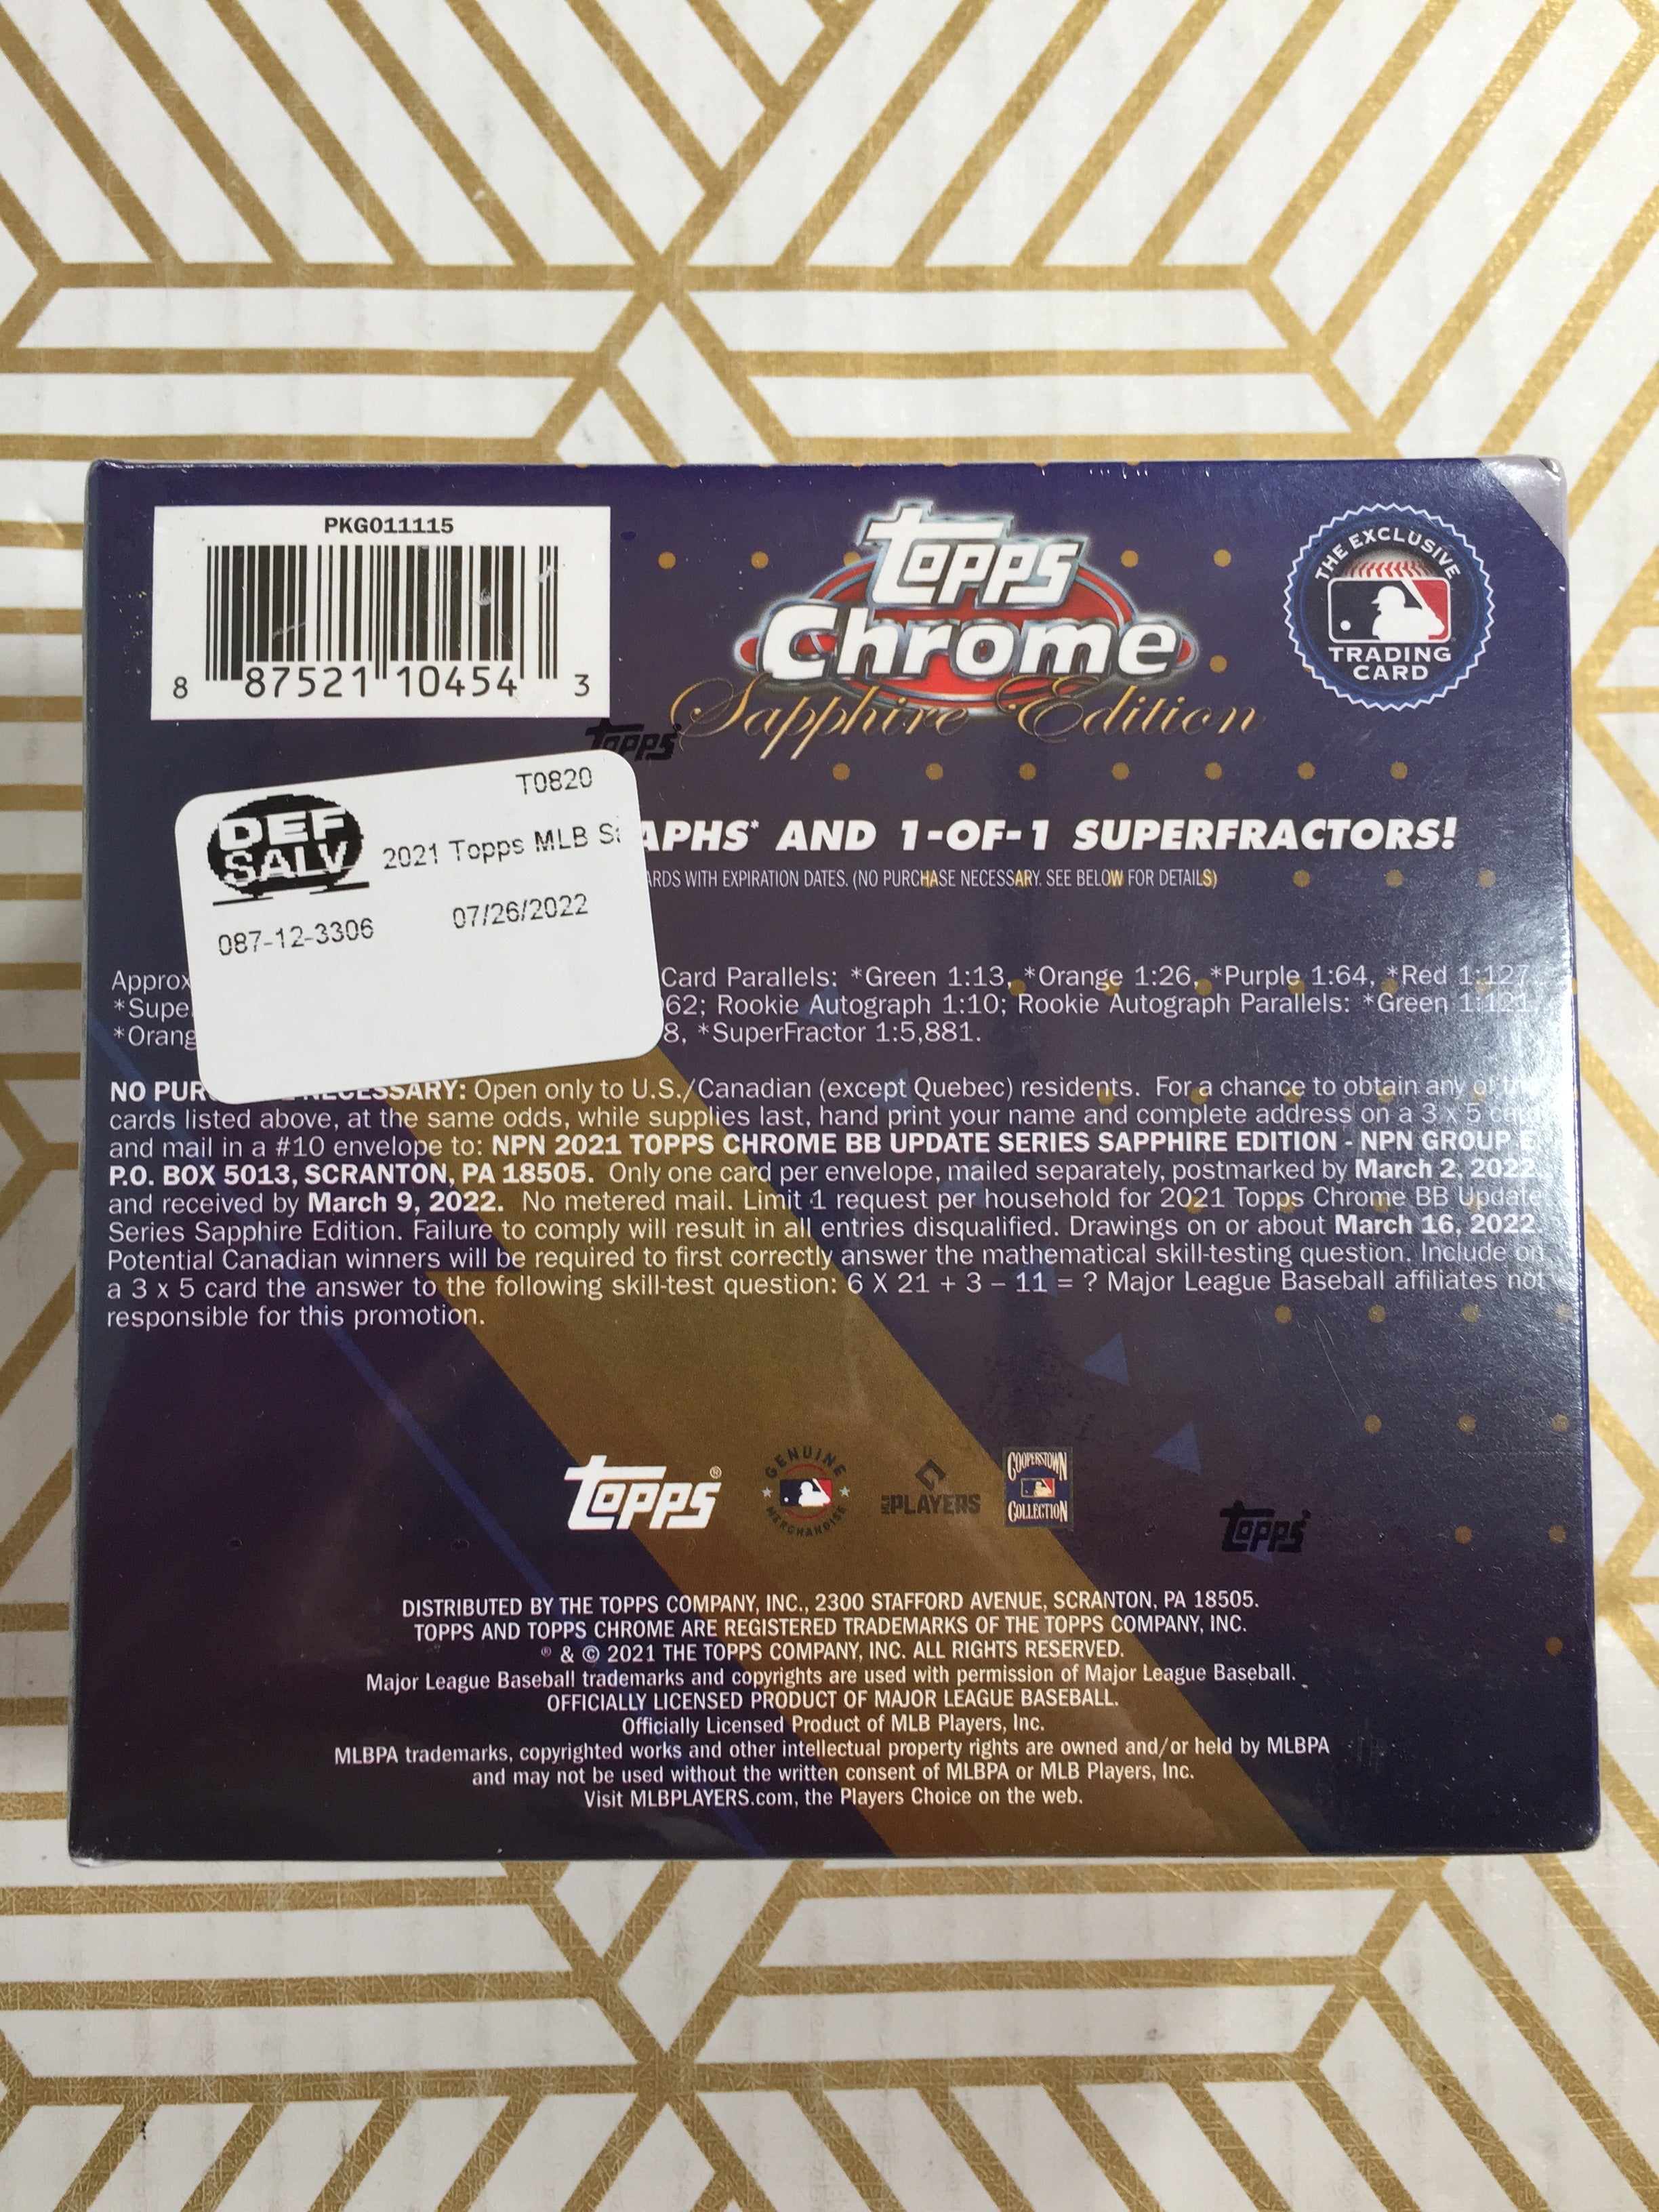 PKG011115
8 87521 10454 3
Topps
Chrome
Sapphire Edition
THE EXCLUSIVE
TRADING
CARD
Topps
T0820
DEF
SALV
2021 Topps MLB
087-12-3306
07/26/2022
AND 1-OF-1 SUPERFRACTORS!
WITH EXPIRATION DATES. (NO PURCHASE NECESSARY. SEE BELOW FOR DETAILS)
Card Parallels: *Green 1:13, *Orange 1:26, *Purple 1:64, *Red 1:127,
Rookie Autograph 1:10; Rookie Autograph Parallels: *Green 1:121,
*SuperFractor 1:5,881.
NO Open only to U.S./Canadian (except Quebec) residents. For a chance to obtain any of the
cards listed above, at the same odds, while supplies last, hand print your name and complete address on a 3 x 5 card
and mail in a #10 envelope to: NPN 2021 TOPPS CHROME BB UPDATE SERIES SAPPHIRE EDITION - NPN GROUP E
P.O. BOX 5013, SCRANTON, PA 18505. Only one card per envelope, mailed separately, postmarked by March 2, 2022
and received by March 9, 2022. No metered mail. Limit 1 request per household for 2021 Topps Chrome BB Update
Series Sapphire Edition. Failure to comply will result in all entries disqualified. Drawings on or about March 16, 2022.
Potential Canadian winners will be required to first correctly answer the mathematical skill-testing question. Include on
a 3 x 5 card the answer to the following skill-test question: 6 X 21 + 3 – 11 = ? Major League Baseball affiliates not
responsible for this promotion.
Topps®
GENUINE
MERCHANDISE
PLAYERS
COOPERSTOWN
COLLECTION
Topps
DISTRIBUTED BY THE TOPPS COMPANY, INC., 2300 STAFFORD AVENUE, SCRANTON, PA 18505.
TOPPS AND TOPPS CHROME ARE REGISTERED TRADEMARKS OF THE TOPPS COMPANY, INC.
® & © 2021 THE TOPPS COMPANY, INC. ALL RIGHTS RESERVED.
Major League Baseball trademarks and copyrights are used with permission of Major League Baseball.
OFFICIALLY LICENSED PRODUCT OF MAJOR LEAGUE BASEBALL.
Officially Licensed Product of MLB Players, Inc.
MLBPA trademarks, copyrighted works and other intellectual property rights are owned and/or held by MLBPA
and may not be used without the written consent of MLBPA or MLB Players, Inc.
Visit MLBPLAYERS.com, the Players Choice on the web.